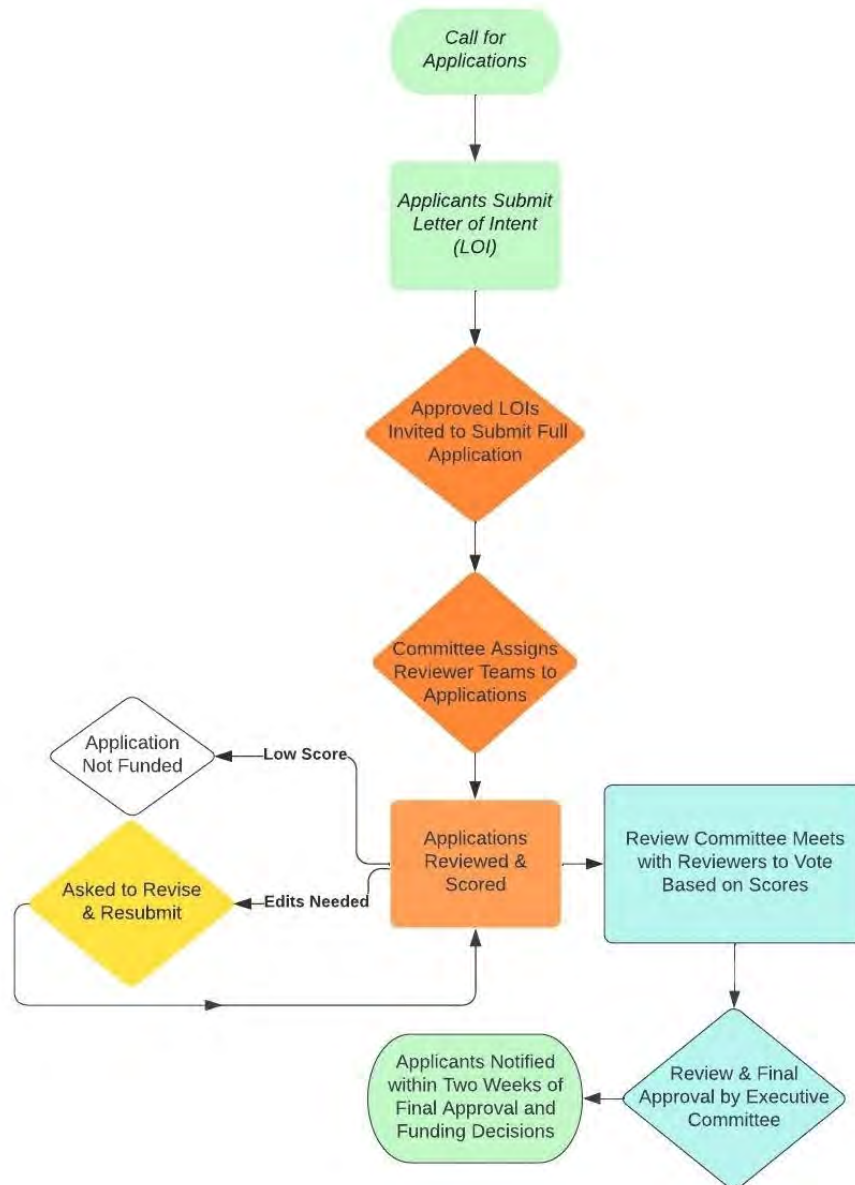 Call for
Applications
Applicants Submit
Letter of Intent
(LOI)
Approved LOIs
Invited to Submit Full
Application
Committee Assigns
Reviewer Teams to
Applications
Application
Not Funded
Low Score
Applications
Reviewed &
Scored
Review Committee Meets
with Reviewers to Vote
Based on Scores
Asked to Revise
& Resubmit
Edits Needed
Applicants Notified
within Two Weeks of
Final Approval and
Funding Decisions
Review & Final
Approval by Executive
Committee